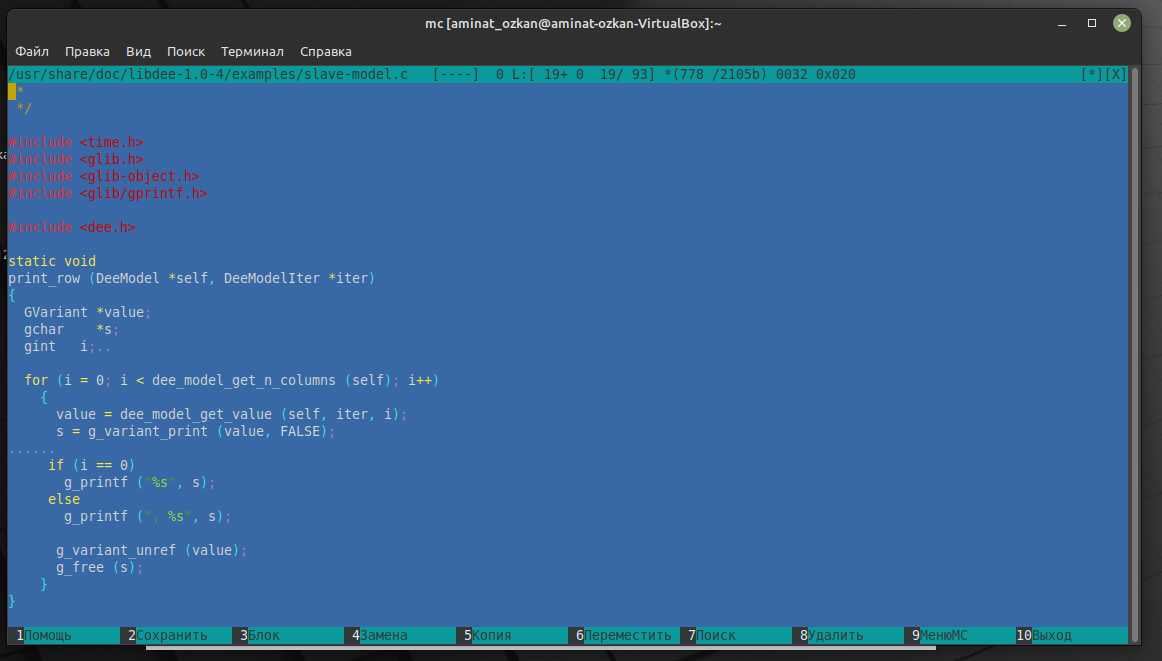 mc [aminat_ozkan@aminat-ozkan-VirtualBox]:~
Файл Правка Вид Поиск Терминал Справка
/usr/share/doc/libdee-1.0-4/examples/slave-model.c [----] 0 L:[ 19+ 0 19/ 93] *(778 /2105b) 0032 0x020 [*][X]
*
*/
#include <time.h>
#include <glib.h>
#include <glib-object.h>
#include <glib/gprintf.h>
#include <dee.h>
static void
print_row (DeeModel *self, DeeModelIter *iter)
{
GVariant *value;
gchar *s;
gint i;..
for (i = 0; i < dee_model_get_n_columns (self); i++)
{
value = dee_model_get_value (self, iter, i);
s = g_variant_print (value, FALSE);
......
if (i == 0)
g_printf ("%s", s);
else
g_printf (", %s", s);
g_variant_unref (value);
g_free (s);
}
}
1Помощь 2Сохранить 3Блок 4Замена 5Копия 6Переместить 7Поиск 8Удалить 9МенюMC 10Выход